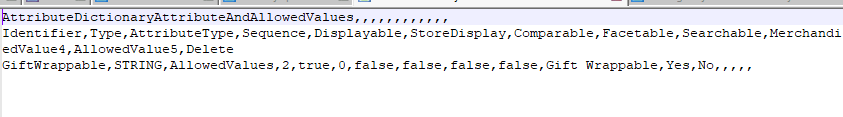 AttributeDictionaryAttributeAndAllowedValues,,,,,,,,,,,,
Identifier,Type,AttributeType,Sequence,Displayable,StoreDisplay,Comparable,Facetable,Searchable,Merchandi
edValue4,AllowedValue5,Delete
GiftWrappable,STRING,AllowedValues,2,true,0,false,false,false,false,Gift Wrappable,Yes,No,,,,,